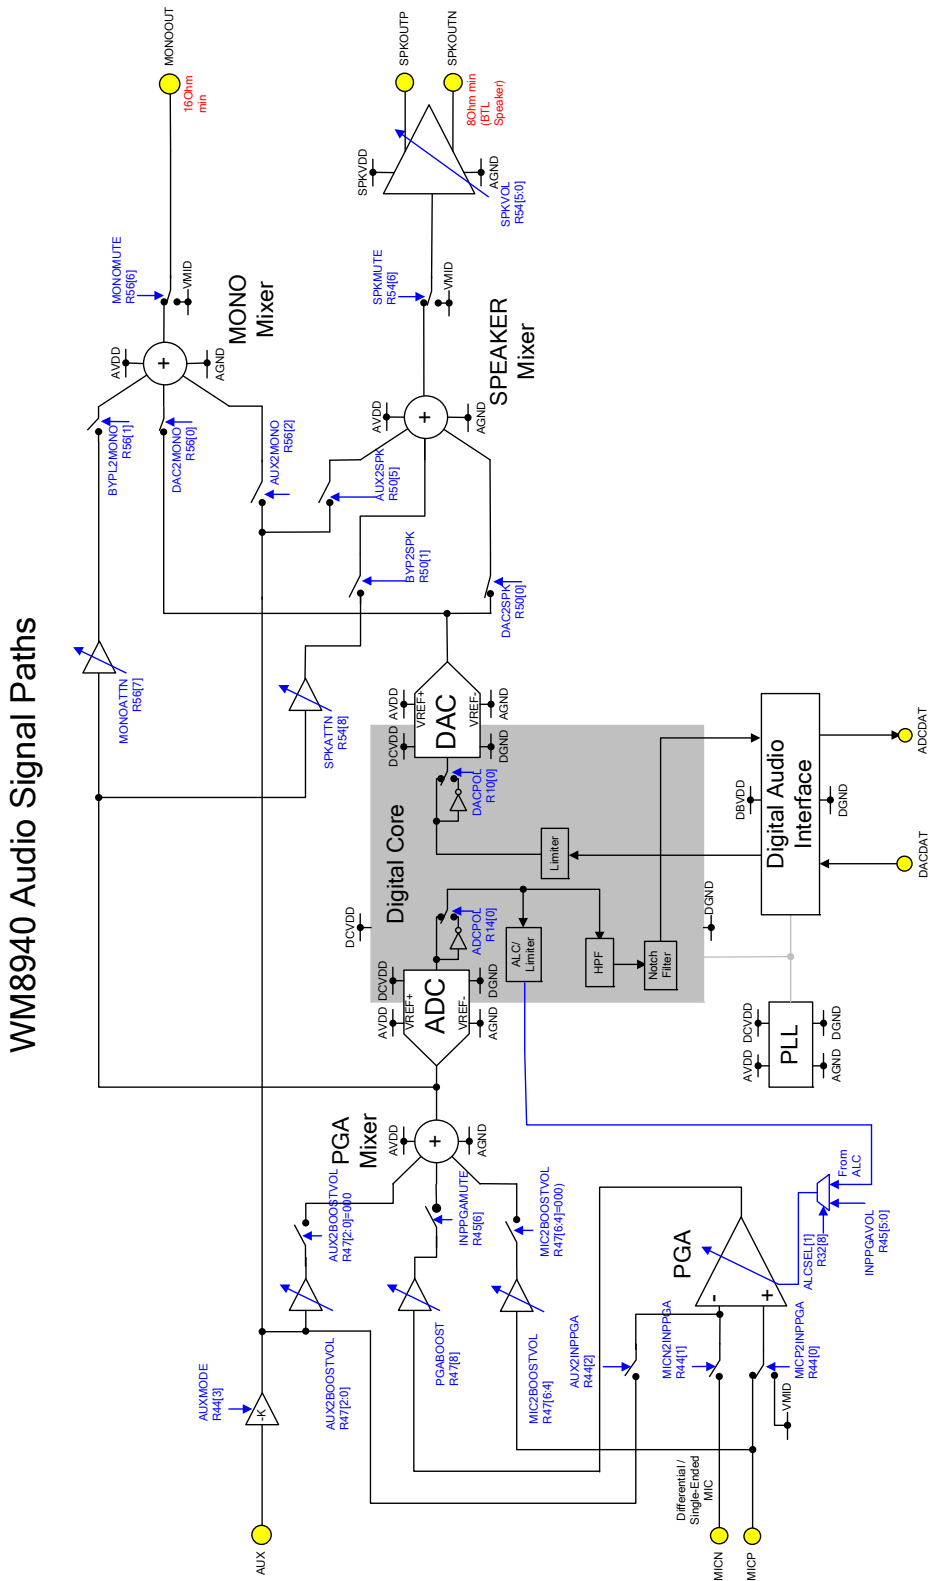 WM8940 Audio Signal Paths
AUX
AUXMODE
R44[3]
-K
AUX2BOOSTVOL
R47[2:0]
AUX2BOOSTVOL
R47[2:0]=000
PGABOOST
R47[8]
INPPGAMUTE
R45[6]
MIC2BOOSTVOL
R47[6:4]
MIC2BOOSTVOL
R47[6:4]=000)
PGA
Mixer
AVDD
+
AGND
Differential /
Single-Ended
MIC
MICN
MICP
AUX2INPPGA
R44[2]
MICN2INPPGA
R44[1]
MICP2INPPGA
R44[0]
VMID
PGA
-
+
ALCSEL[1]
R32[8]
INPPGAVOL
R45[5:0]
From
ALC
AVDD
DCVDD
VREF+
ADC
VREF-
AGND
DGND
Digital Core
DCVDD
DGND
ADCPOL
R14[0]
ALC/
Limiter
HPF
Notch
Filter
Limiter
DACPOL
R10[0]
DCVDD
AVDD
VREF+
DAC
VREF-
DGND
AGND
PLL
AVDD
DCVDD
AGND
DGND
Digital Audio
Interface
DBVDD
DGND
DACDAT
ADCDAT
MONOATTN
R56[7]
SPKATTN
R54[8]
BYPL2MONO
R56[1]
DAC2MONO
R56[0]
AUX2MONO
R56[2]
AUX2SPK
R50[5]
BYP2SPK
R50[1]
DAC2SPK
R50[0]
MONO
Mixer
AVDD
+
AGND
MONOMUTE
R56[6]
VMID
MONOOUT
16Ohm
min
SPEAKER
Mixer
AVDD
+
AGND
SPKMUTE
R54[6]
VMID
SPKVDD
AGND
SPKVOL
R54[5:0]
SPKOUTP
SPKOUTN
8Ohm min
(BTL
Speaker)